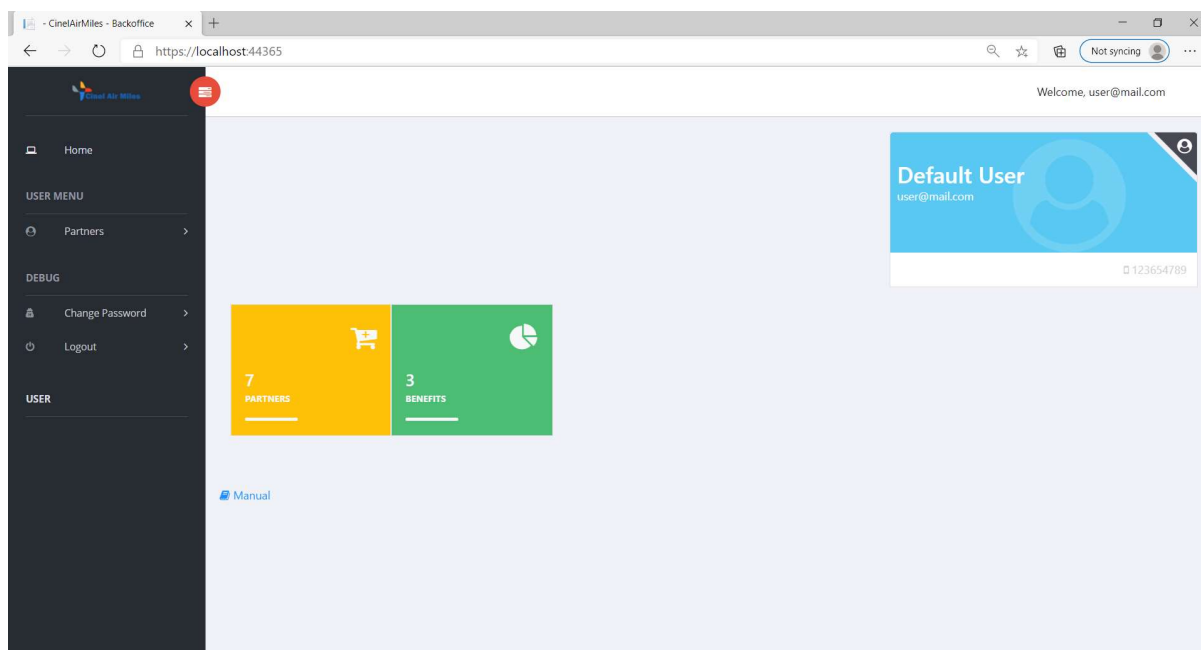 - CinelAirMiles - Backoffice
https://localhost:44365
Not syncing
Cinel Air Miles
Welcome, user@mail.com
Home
USER MENU
Partners
DEBUG
Change Password
Logout
USER
Default User
user@mail.com
123654789
7
PARTNERS
3
BENEFITS
Manual